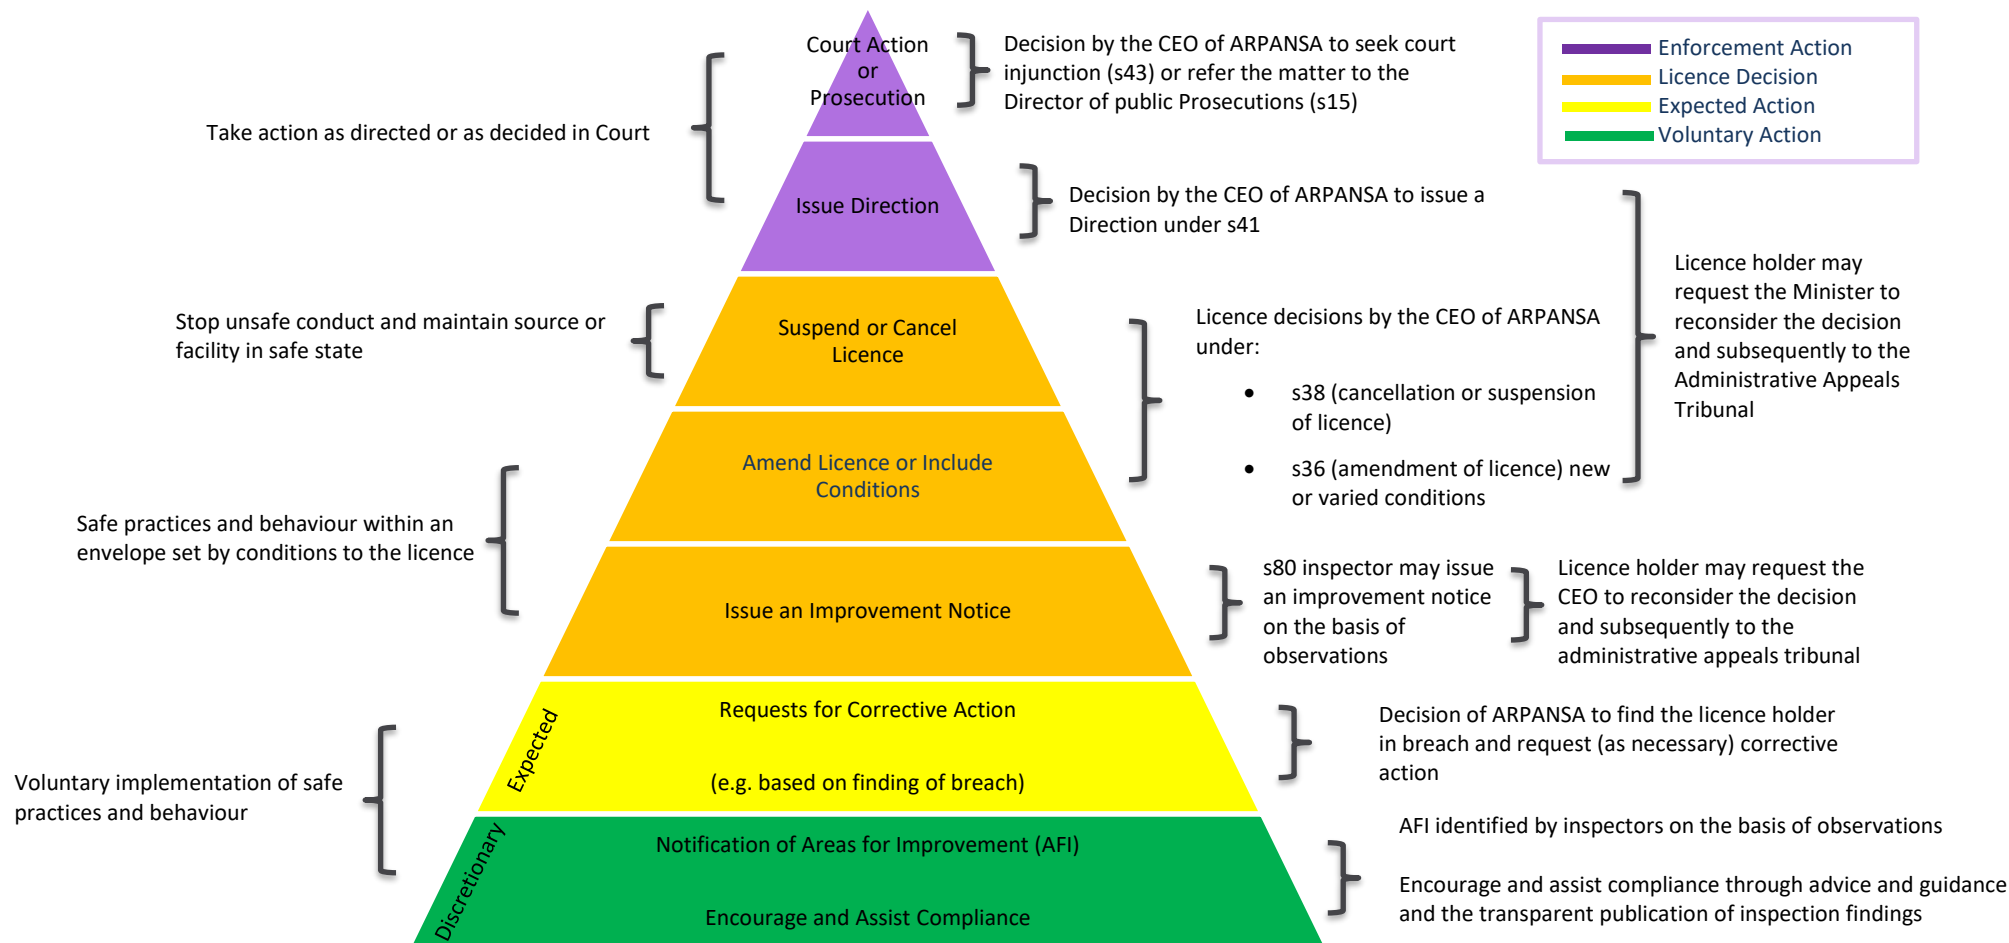 Court Action
or
Prosecution
Decision by the CEO of ARPANSA to seek court
injunction (s43) or refer the matter to the
Director of public Prosecutions (s15)
Enforcement Action
Licence Decision
Expected Action
Voluntary Action
Take action as directed or as decided in Court
Issue Direction
Decision by the CEO of ARPANSA to issue a
Direction under s41
Licence holder may
request the Minister to
reconsider the decision
and subsequently to the
Administrative Appeals
Tribunal
Stop unsafe conduct and maintain source or
facility in safe state
Suspend or Cancel
Licence
Licence decisions by the CEO of ARPANSA
under:
• s38 (cancellation or suspension
of licence)
• s36 (amendment of licence) new
or varied conditions
Amend Licence or Include
Conditions
Safe practices and behaviour within an
envelope set by conditions to the licence
Issue an Improvement Notice
s80 inspector may issue
an improvement notice
on the basis of
observations
Licence holder may request the
CEO to reconsider the decision
and subsequently to the
administrative appeals tribunal
Expected
Requests for Corrective Action
(e.g. based on finding of breach)
Decision of ARPANSA to find the licence holder
in breach and request (as necessary) corrective
action
Voluntary implementation of safe
practices and behaviour
Discretionary
Notification of Areas for Improvement (AFI)
Encourage and Assist Compliance
AFI identified by inspectors on the basis of observations
Encourage and assist compliance through advice and guidance
and the transparent publication of inspection findings